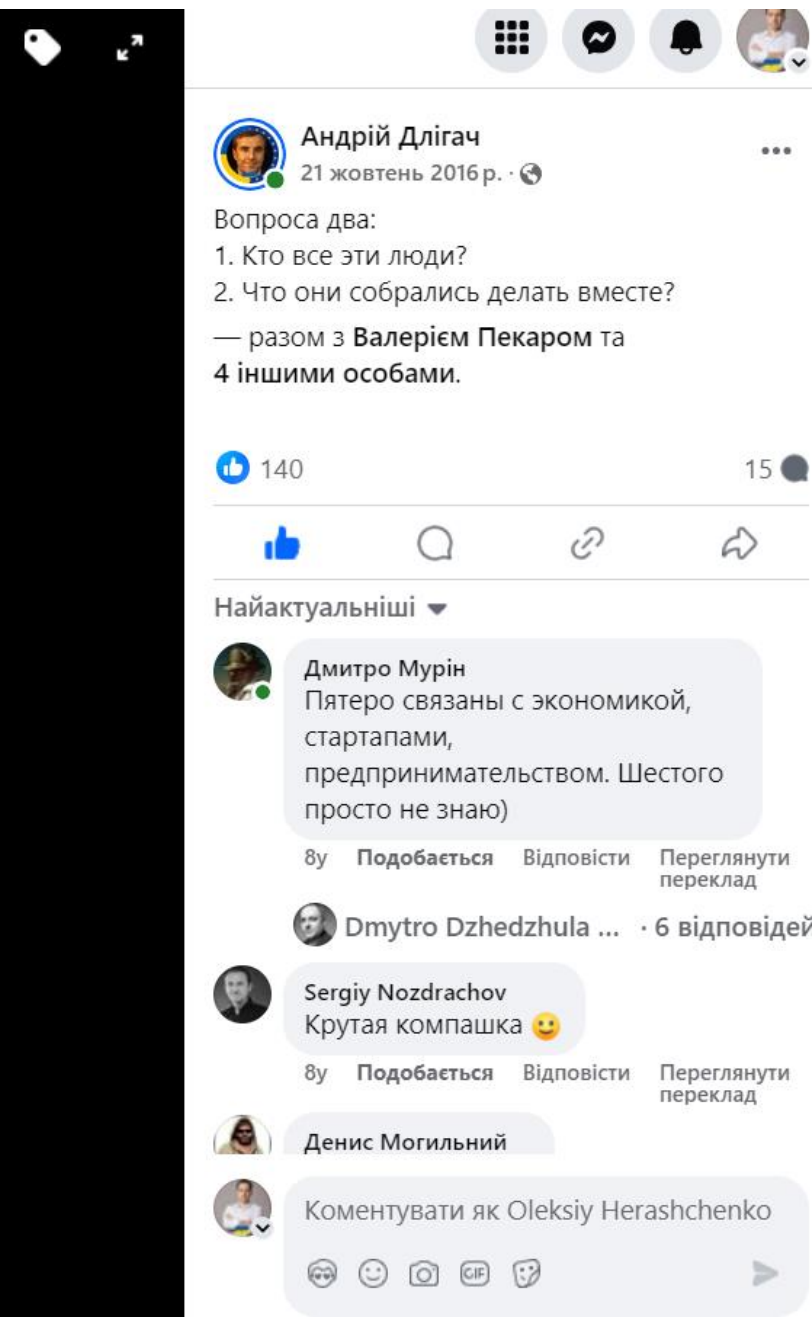 Андрій Длігач
21 жовтень 2016 р. ·
Вопроса два:
1. Кто все эти люди?
2. Что они собрались делать вместе?
— разом з Валерієм Пекаром та
4 іншими особами.
140
15
Найактуальніші
Дмитро Мурін
Пятеро связаны с экономикой,
стартапами,
предпринимательством. Шестого
просто не знаю)
8у Подобається Відповісти Переглянути
переклад
Dmytro Dzhedzhula ... · 6 відповідей
Sergiy Nozdrachov
Крутая компашка 🙂
8у Подобається Відповісти Переглянути
переклад
Денис Могильний
Коментувати як Oleksiy Herashchenko
GIF